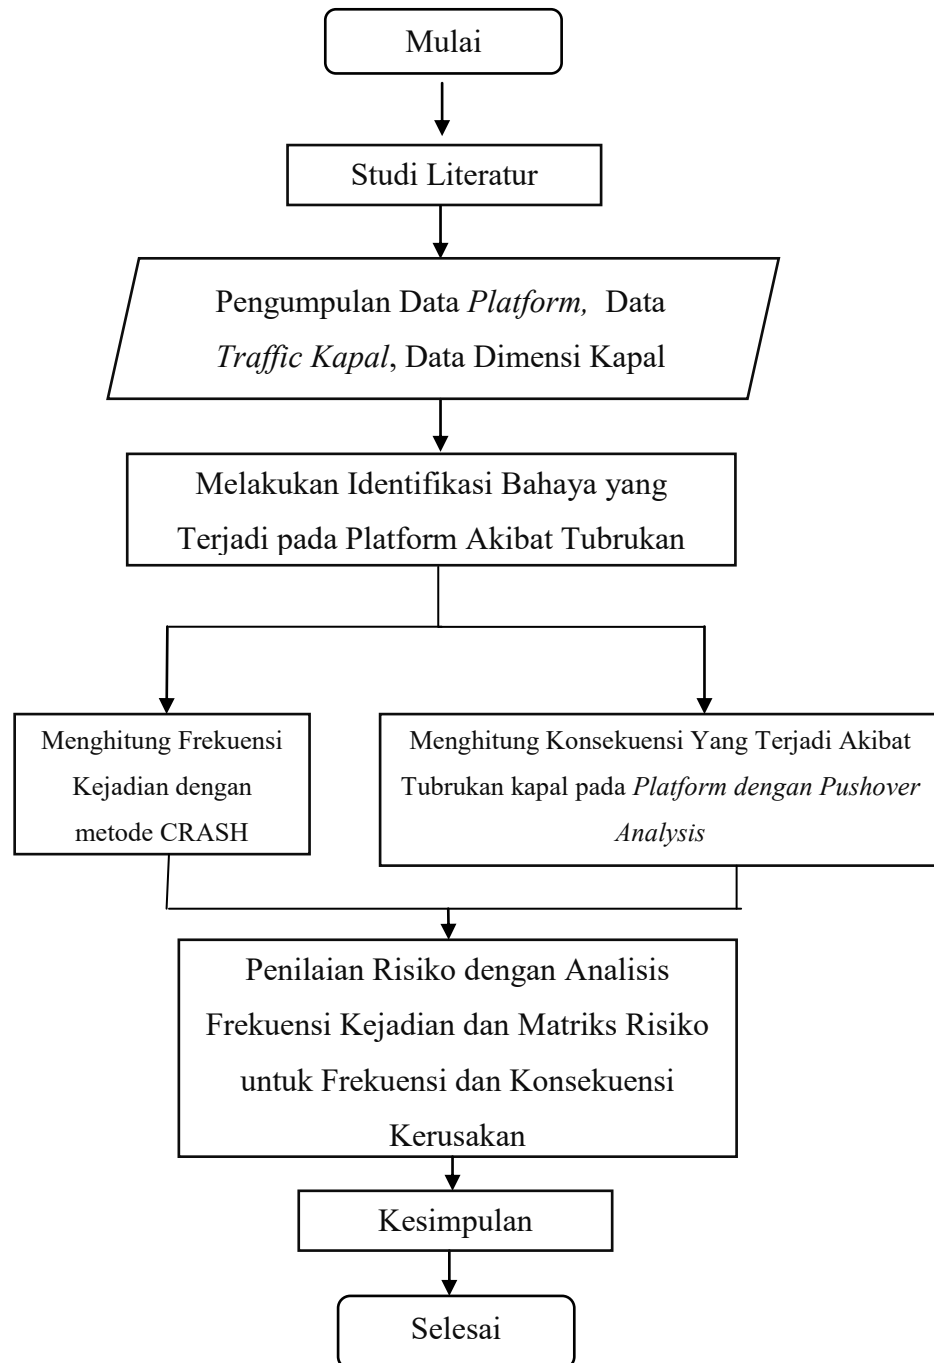 Mulai
Studi Literatur
Pengumpulan Data Platform, Data
Traffic Kapal, Data Dimensi Kapal
Melakukan Identifikasi Bahaya yang
Terjadi pada Platform Akibat Tubrukan
Menghitung Frekuensi
Kejadian dengan
metode CRASH
Menghitung Konsekuensi Yang Terjadi Akibat
Tubrukan kapal pada Platform dengan Pushover
Analysis
Penilaian Risiko dengan Analisis
Frekuensi Kejadian dan Matriks Risiko
untuk Frekuensi dan Konsekuensi
Kerusakan
Kesimpulan
Selesai